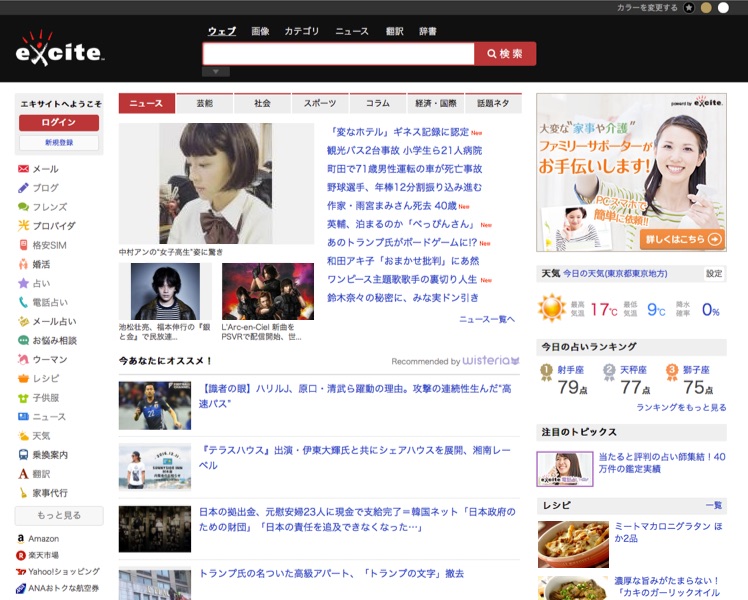 カラーを変更する
excite
ウェブ 画像 カテゴリ ニュース 翻訳 辞書
検索
エキサイトへようこそ
ログイン
新規登録
メール
ブログ
フレンズ
プロバイダ
格安SIM
婚活
占い
電話占い
メール占い
お悩み相談
ウーマン
レシピ
子供服
ニュース
天気
乗換案内
翻訳
家事代行
もっと見る
Amazon
楽天市場
Yahoo!ショッピング
ANAおトクな航空券
ニュース 芸能 社会 スポーツ コラム 経済・国際 話題ネタ
中村アンの"女子高生"姿に驚き
池松壮亮、福本伸行の『銀
と金』で民放連...
L'Arc-en-Ciel 新曲を
PSVRで配信開始、世...
「変なホテル」ギネス記録に認定 New
観光バス2台事故 小学生ら21人病院
町田で71歳男性運転の車が死亡事故
野球選手、年棒12分割振り込み進む
作家・雨宮まみさん死去 40歳 New
英輔、泊まるのか「べっぴんさん」 New
あのトランプ氏がボードゲームに!? New
和田アキ子「おまかせ批判」にあ然
ワンピース主題歌歌手の裏切り人生 New
鈴木奈々の秘密に、みな実ドン引き
ニュース一覧へ
今あなたにオススメ！
Recommended by wisteria
【識者の眼】ハリルJ、原口・清武ら躍動の理由。攻撃の連続性生んだ"高
速パス"
『テラスハウス』出演・伊東大輝氏と共にシェアハウスを展開、湘南レー
ベル
日本の拠出金、元慰安婦23人に現金で支給完了＝韓国ネット「日本政府の
ための財団」「日本の責任を追及できなくなった…」
トランプ氏の名ついた高級アパート、「トランプの文字」撤去
powered by excite.
大変な"家事や介護"
ファミリーサポーターが
お手伝いします!
PCスマホで
簡単に依頼!!
詳しくはこちら
天気 今日の天気(東京都東京地方) 設定
最高
気温 17℃ 最低
気温 9℃ 降水
確率 0%
今日の占いランキング
1 射手座
79点
2 天秤座
77点
3 獅子座
75点
ランキングをもっと見る
注目のトピックス
当たると評判の占い師集結！40
万件の鑑定実績
レシピ 一覧
ミートマカロニグラタン ほ
か2品
濃厚な旨みがたまらない！
「カキのガーリックオイル